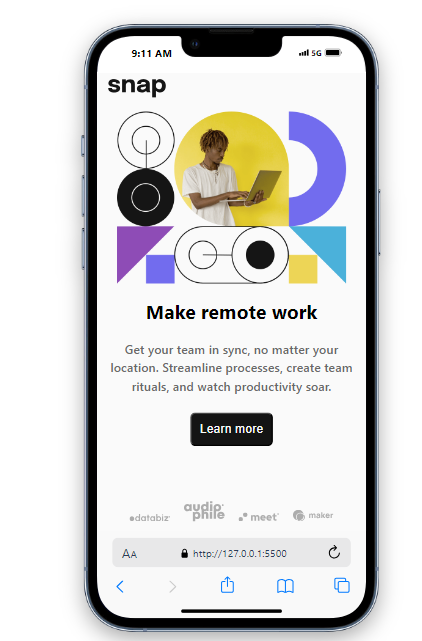 9:11 AM
5G
snap
Make remote work
Get your team in sync, no matter your
location. Streamline processes, create team
rituals, and watch productivity soar.
Learn more
databiz
audio
phile
meet
maker
AA
http://127.0.0.1:5500